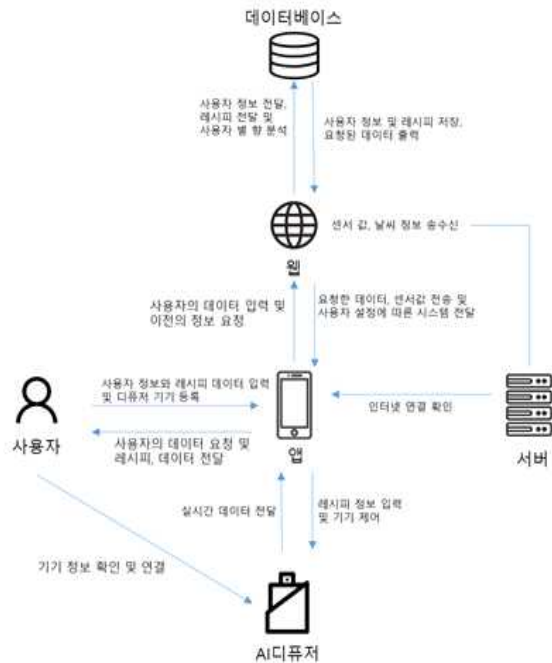 데이터베이스
사용자 정보 전달,
레시피 전달 및
사용자 별 향 분석
사용자 정보 및 레시피 저장,
요청된 데이터 출력
센서 값, 날씨 정보 송수신
웹
사용자의 데이터 입력 및
이전의 정보 요청
요청한 데이터, 센서값 전송 및
사용자 설정에 따른 시스템 전달
사용자 정보와 레시피 데이터 입력
및 디퓨저 기기 등록
인터넷 연결 확인
사용자
앱
서버
사용자의 데이터 요청 및
레시피, 데이터 전달
실시간 데이터 전달
레시피 정보 입력
및 기기 제어
기기 정보 확인 및 연결
AI디퓨저